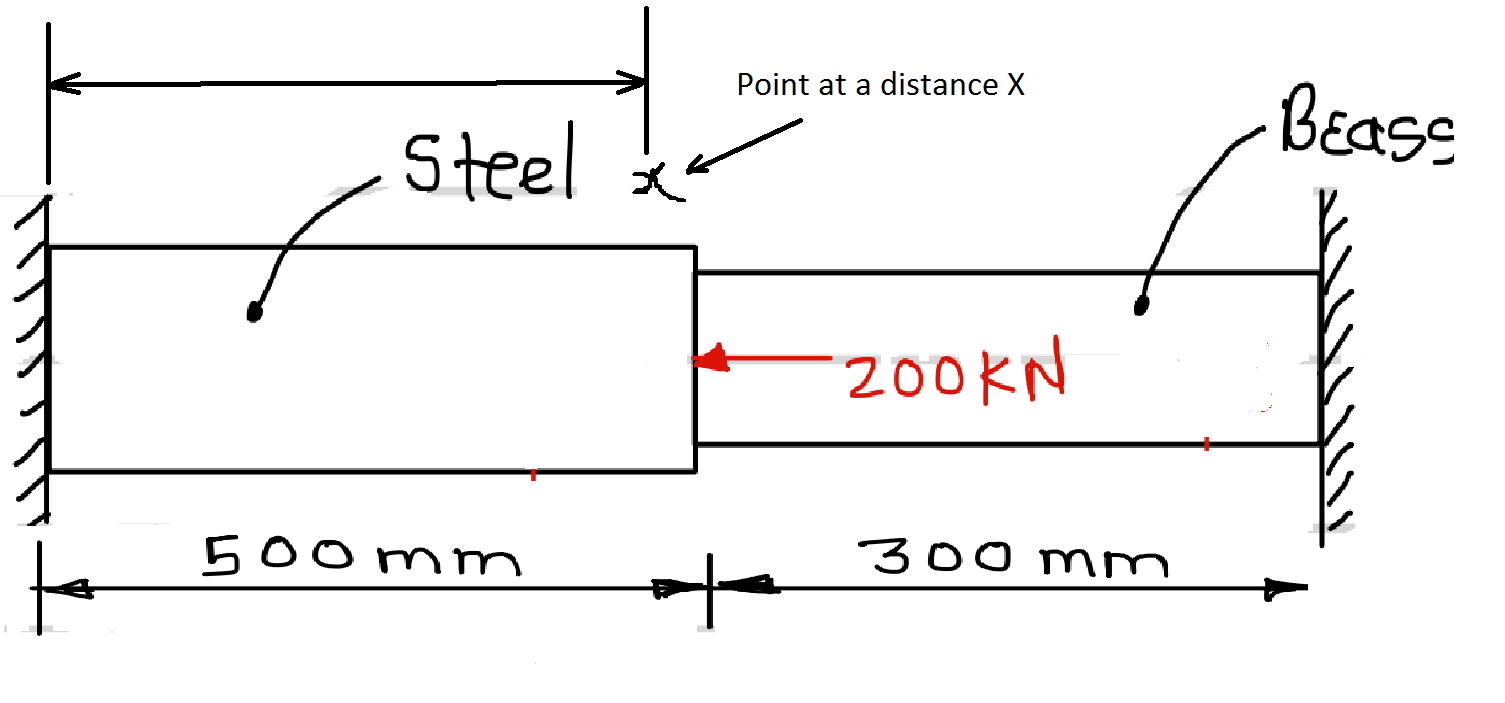 Point at a distance X
Steel
x
Beass
200KN
500mm
300mm